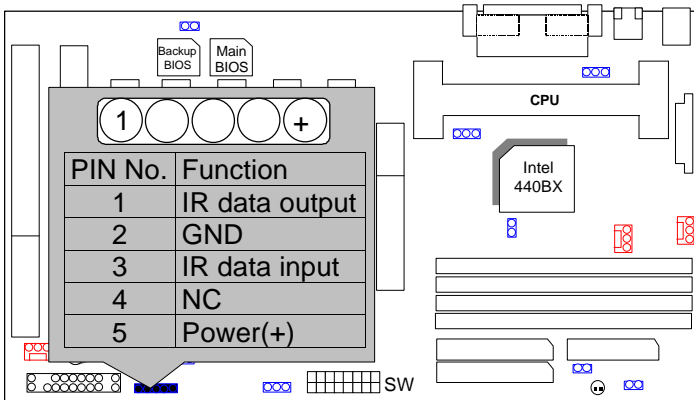 Backup
BIOS
Main
BIOS
CPU
1
+
PIN No. Function
1 IR data output
2 GND
3 IR data input
4 NC
5 Power(+)
Intel
440BX
SW